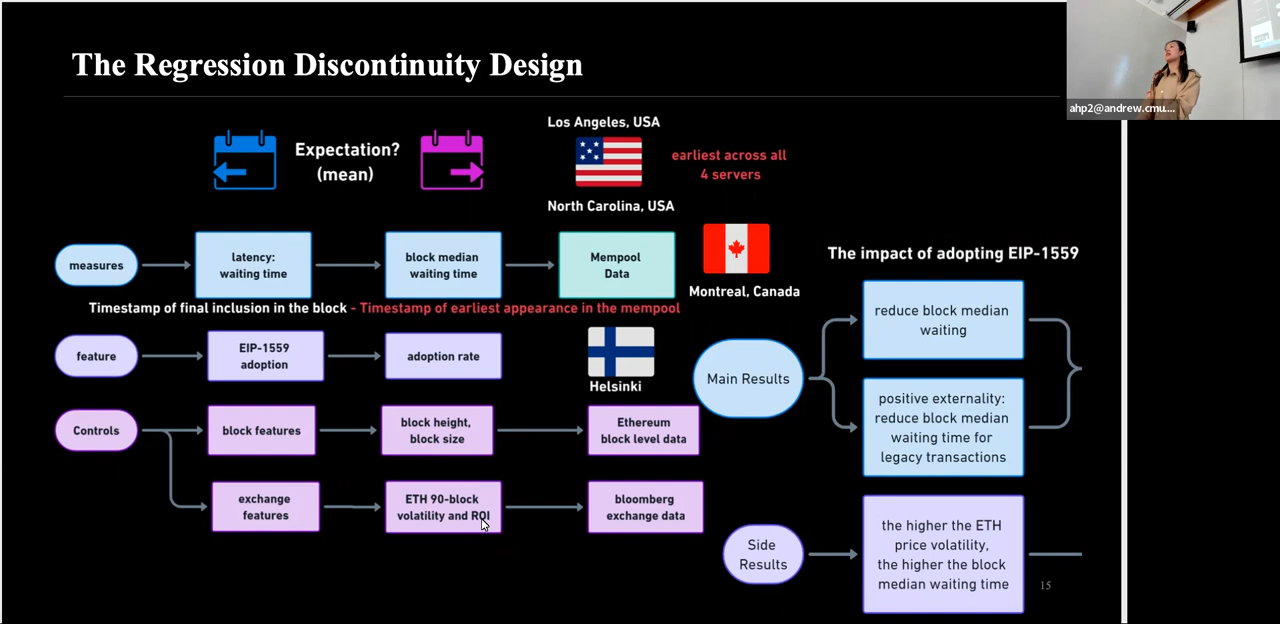 The Regression Discontinuity Design
ahp2@andrew.cmu....
Expectation?
(mean)
Los Angeles, USA
earliest across all
4 servers
North Carolina, USA
measures
latency:
waiting time
block median
waiting time
Mempool
Data
Montreal, Canada
Timestamp of final inclusion in the block - Timestamp of earliest appearance in the mempool
feature
EIP-1559
adoption
adoption rate
Helsinki
Controls
block features
block height,
block size
Ethereum
block level data
exchange
features
ETH 90-block
volatility and ROI
bloomberg
exchange data
The impact of adopting EIP-1559
Main Results
reduce block median
waiting
positive externality:
reduce block median
waiting time for
legacy transactions
Side
Results
the higher the ETH
price volatility,
the higher the block
median waiting time
15